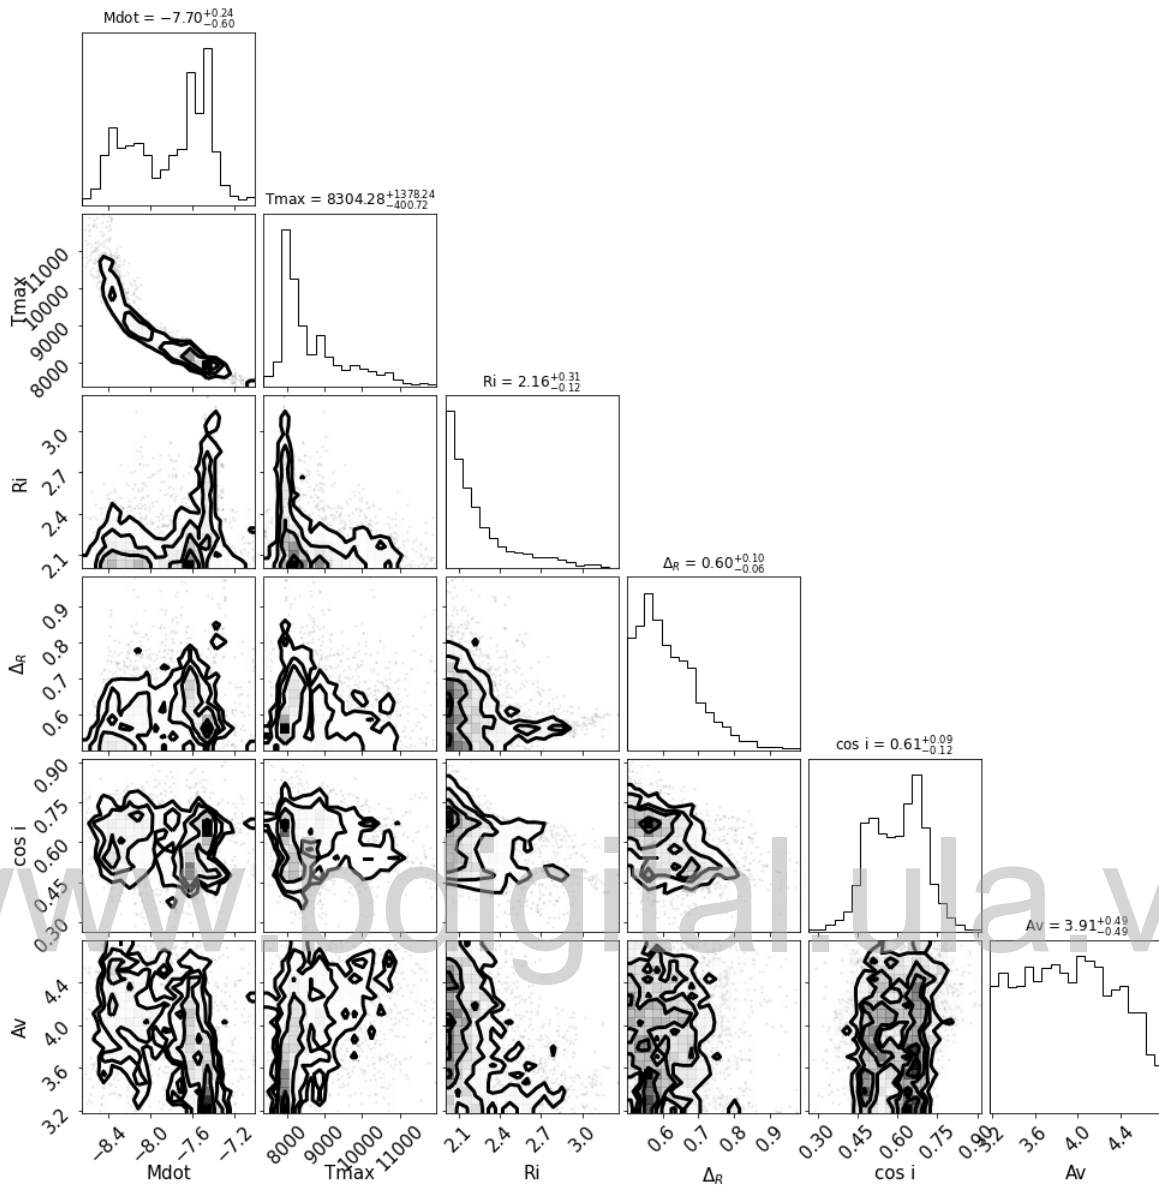 Mdot = −7.70+0.24−0.60
Tmax = 8304.28+1378.24−400.72
Tmax
11000
10000
9000
8000
Ri = 2.16+0.31−0.12
Ri
3.0
2.7
2.4
2.1
ΔR = 0.60+0.10−0.06
ΔR
0.9
0.8
0.7
0.6
cos i = 0.61+0.09−0.12
cos i
0.90
0.75
0.60
0.45
0.30
www.bdigital.ula.v
Av = 3.91+0.49−0.49
Av
4.4
4.0
3.6
3.2
−8.4 −8.0 −7.6 −7.2
8000 9000 10000 11000
2.1 2.4 2.7 3.0
0.6 0.7 0.8 0.9
0.30 0.45 0.60 0.75 0.90
3.2 3.6 4.0 4.4
Mdot Tmax Ri ΔR cos i Av